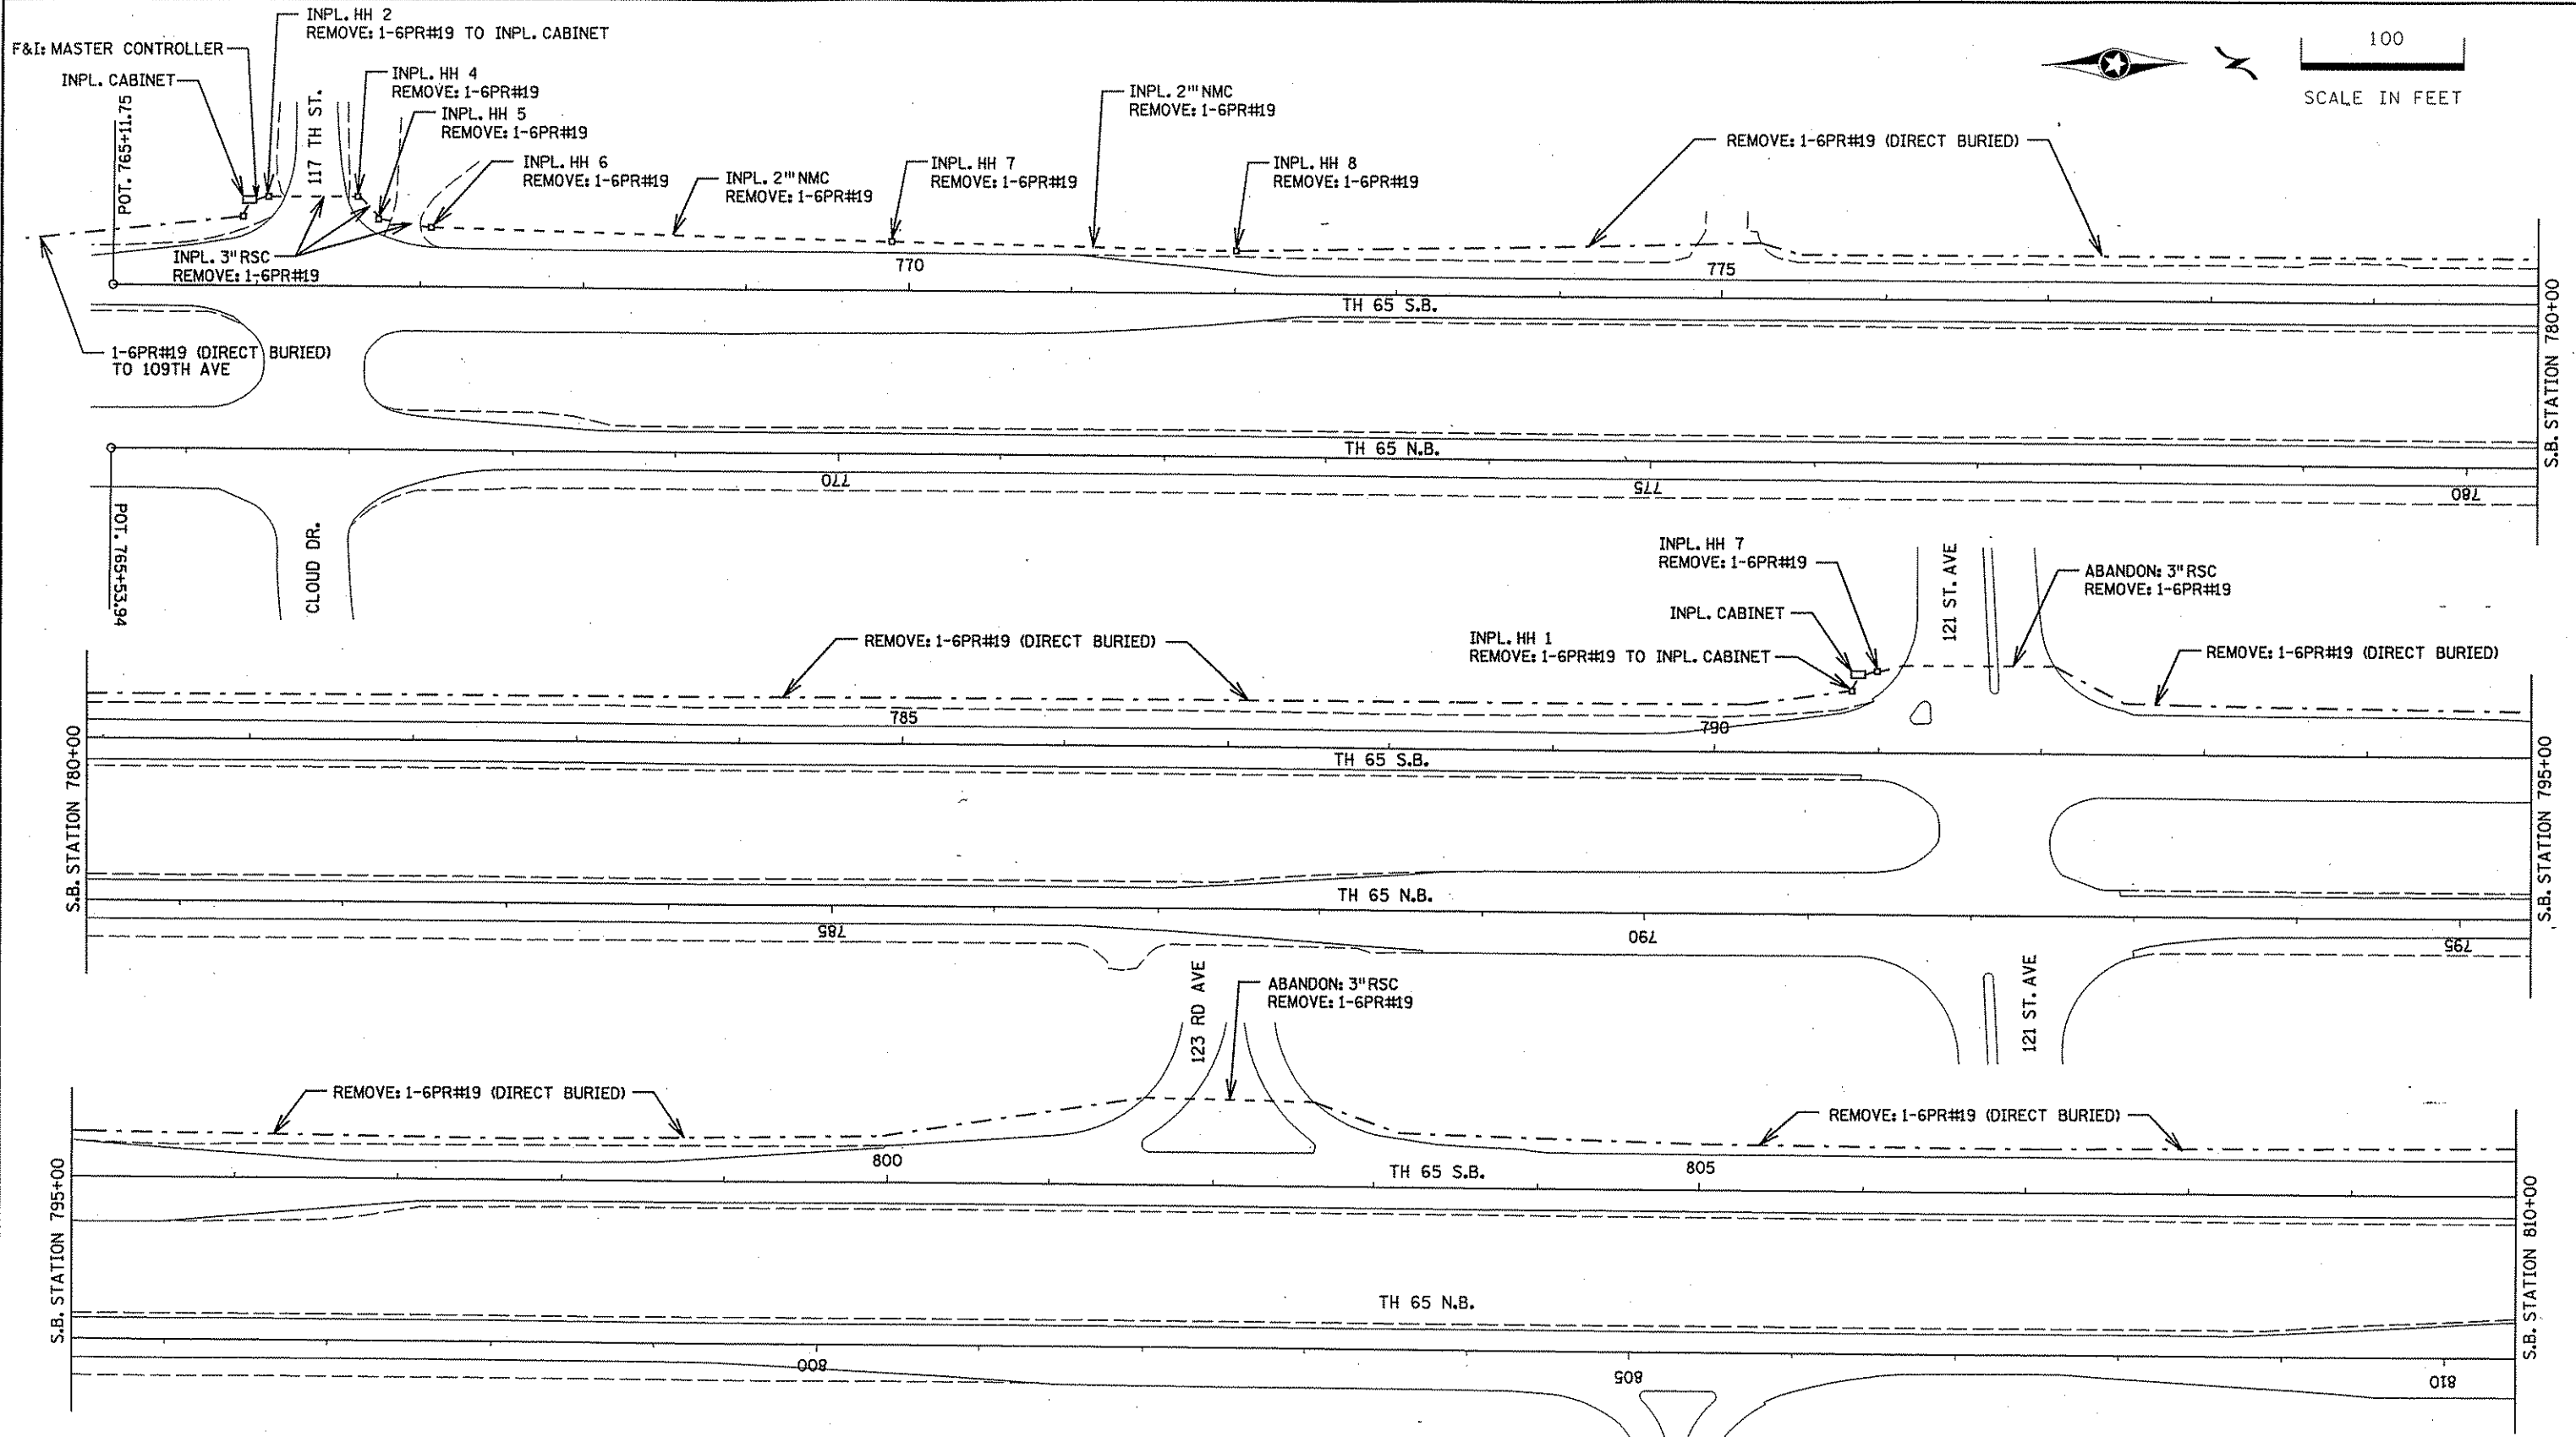 INPL. HH 2
REMOVE: 1-6PR#19 TO INPL. CABINET
F&I: MASTER CONTROLLER
INPL. CABINET
INPL. HH 4
REMOVE: 1-6PR#19
INPL. HH 5
REMOVE: 1-6PR#19
INPL. HH 6
REMOVE: 1-6PR#19
INPL. 2"' NMC
REMOVE: 1-6PR#19
INPL. HH 7
REMOVE: 1-6PR#19
INPL. 2"' NMC
REMOVE: 1-6PR#19
INPL. HH 8
REMOVE: 1-6PR#19
REMOVE: 1-6PR#19 (DIRECT BURIED)
100
SCALE IN FEET
POT. 765+11.75
117 TH ST.
INPL. 3" RSC
REMOVE: 1-6PR#19
770
775
TH 65 S.B.
1-6PR#19 (DIRECT BURIED)
TO 109TH AVE
S.B. STATION 780+00
TH 65 N.B.
770
775
780
POT. 765+53.94
CLOUD DR.
INPL. HH 7
REMOVE: 1-6PR#19
INPL. CABINET
INPL. HH 1
REMOVE: 1-6PR#19 TO INPL. CABINET
121 ST. AVE
ABANDON: 3" RSC
REMOVE: 1-6PR#19
REMOVE: 1-6PR#19 (DIRECT BURIED)
REMOVE: 1-6PR#19 (DIRECT BURIED)
785
790
TH 65 S.B.
S.B. STATION 780+00
S.B. STATION 795+00
TH 65 N.B.
785
790
795
121 ST. AVE
123 RD AVE
ABANDON: 3" RSC
REMOVE: 1-6PR#19
REMOVE: 1-6PR#19 (DIRECT BURIED)
REMOVE: 1-6PR#19 (DIRECT BURIED)
800
805
TH 65 S.B.
S.B. STATION 795+00
S.B. STATION 810+00
TH 65 N.B.
800
805
810